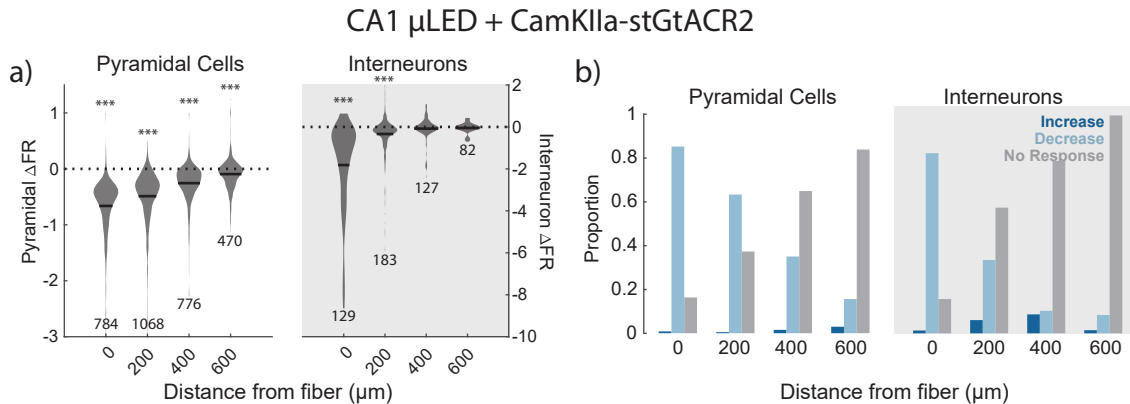 CA1 µLED + CamKIIa-stGtACR2
a)
Pyramidal Cells
Interneurons
Pyramidal ΔFR
1
0
-1
-2
-3
***
***
***
***
784
1068
776
470
0
200
400
600
***
***
129
183
127
82
0
200
400
600
2
0
-2
-4
-6
-8
-10
Interneuron ΔFR
Distance from fiber (µm)
b)
Pyramidal Cells
Interneurons
Increase
Decrease
No Response
Proportion
1
0.8
0.6
0.4
0.2
0
0 200 400 600
0 200 400 600
Distance from fiber (µm)